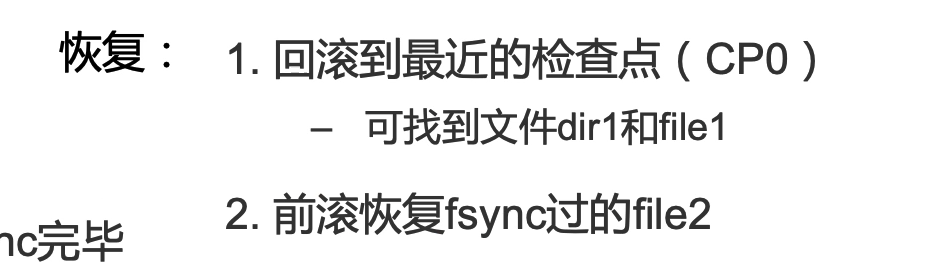 恢复： 1. 回滚到最近的检查点（CP0）
– 可找到文件dir1和file1
2. 前滚恢复fsync过的file2
nc完毕